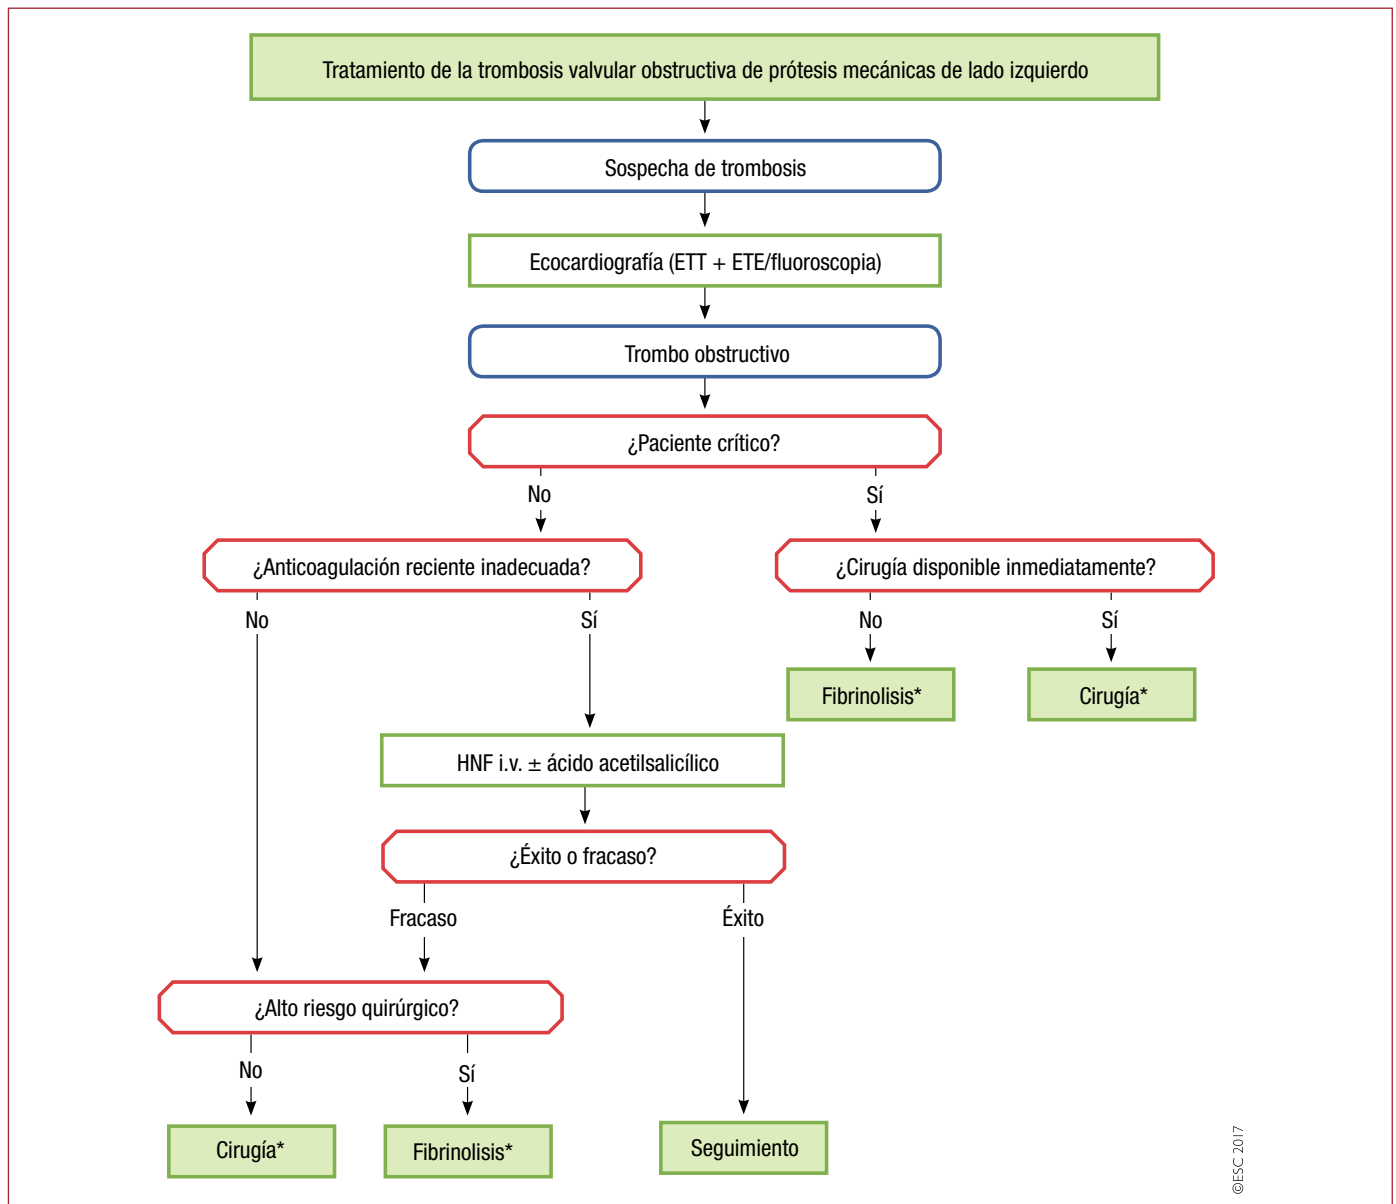 Tratamiento de la trombosis valvular obstructiva de prótesis mecánicas de lado izquierdo
Sospecha de trombosis
Ecocardiografía (ETT + ETE/fluoroscopia)
Trombo obstructivo
¿Paciente crítico?
No
Sí
¿Anticoagulación reciente inadecuada?
¿Cirugía disponible inmediatamente?
No
Sí
No
Sí
Fibrinolisis*
Cirugía*
HNF i.v. ± ácido acetilsalicílico
¿Éxito o fracaso?
Fracaso
Éxito
¿Alto riesgo quirúrgico?
No
Sí
Cirugía*
Fibrinolisis*
Seguimiento
©ESC 2017